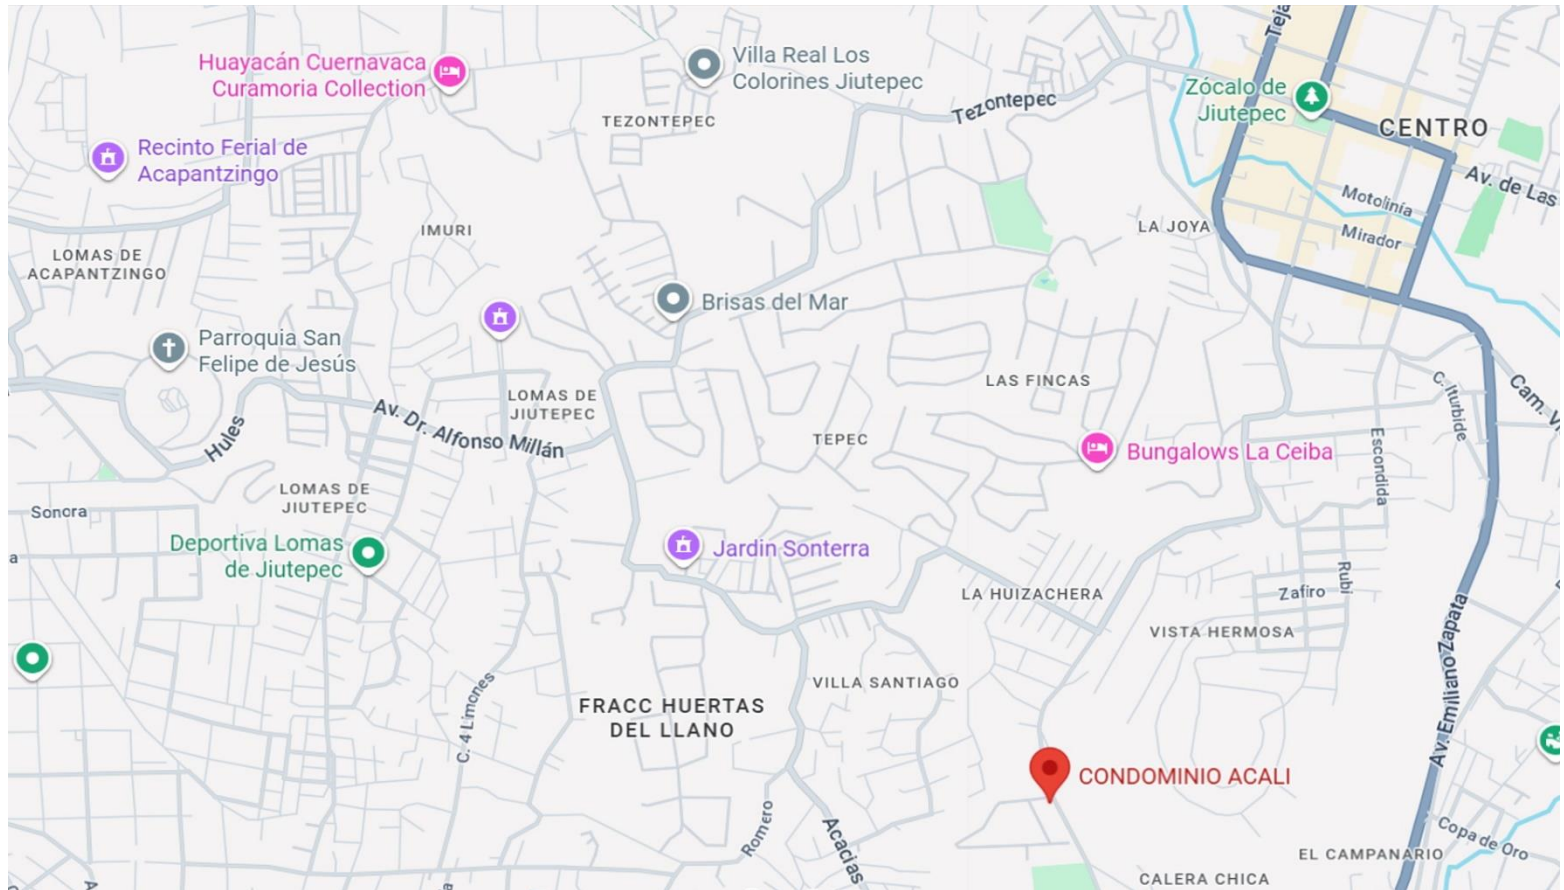 Huayacán Cuernavaca
Curamoria Collection
Villa Real Los
Colorines Jiutepec
Tezontepec
Zócalo de
Jiutepec
CENTRO
TEZONTEPEC
Recinto Ferial de
Acapantzingo
Av. de Las
Motolinía
Mirador
IMURI
LA JOYA
LOMAS DE
ACAPANTZINGO
Brisas del Mar
Parroquia San
Felipe de Jesús
LAS FINCAS
LOMAS DE
JIUTEPEC
C. Iturbide
Cam.
Av. Dr. Alfonso Millán
Hules
TEPEC
Bungalows La Ceiba
Escondida
LOMAS DE
JIUTEPEC
Sonora
Deportiva Lomas
de Jiutepec
a
Jardin Sonterra
LA HUIZACHERA
Zafiro
Rubi
VISTA HERMOSA
Av. Emiliano Zapata
VILLA SANTIAGO
C. 4 Limones
FRACC HUERTAS
DEL LLANO
CONDOMINIO ACALI
Romero
Acacias
Copa de Oro
EL CAMPANARIO
CALERA CHICA